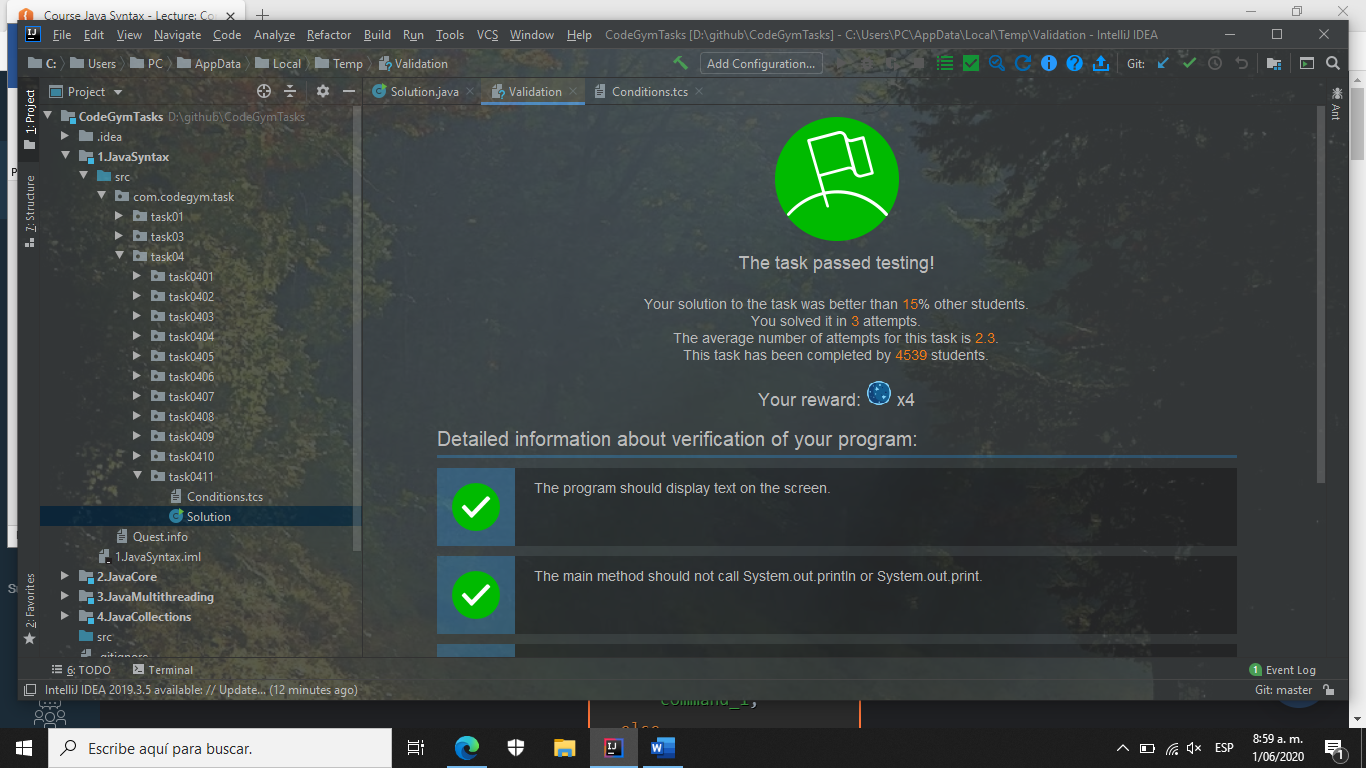 Course Java Syntax - Lecture: Co
File Edit View Navigate Code Analyze Refactor Build Run Tools VCS Window Help CodeGymTasks [D:\github\CodeGymTasks] - C:\Users\PC\AppData\Local\Temp\Validation - IntelliJ IDEA
C: Users PC AppData Local Temp Validation Add Configuration... Git:
Project Solution.java Validation Conditions.tcs
1: Project
7: Structure
2: Favorites
Ant
CodeGymTasks D:\github\CodeGymTasks
.idea
1.JavaSyntax
src
com.codegym.task
task01
task03
task04
task0401
task0402
task0403
task0404
task0405
task0406
task0407
task0408
task0409
task0410
task0411
Conditions.tcs
Solution
Quest.info
1.JavaSyntax.iml
2.JavaCore
3.JavaMultithreading
4.JavaCollections
src
.gitignore
The task passed testing!
Your solution to the task was better than 15% other students.
You solved it in 3 attempts.
The average number of attempts for this task is 2.3.
This task has been completed by 4539 students.
Your reward: x4
Detailed information about verification of your program:
The program should display text on the screen.
The main method should not call System.out.println or System.out.print.
6: TODO Terminal 1 Event Log
IntelliJ IDEA 2019.3.5 available: // Update... (12 minutes ago) Git: master
command_1;
else
Escribe aquí para buscar.
ESP
8:59 a. m.
1/06/2020
1